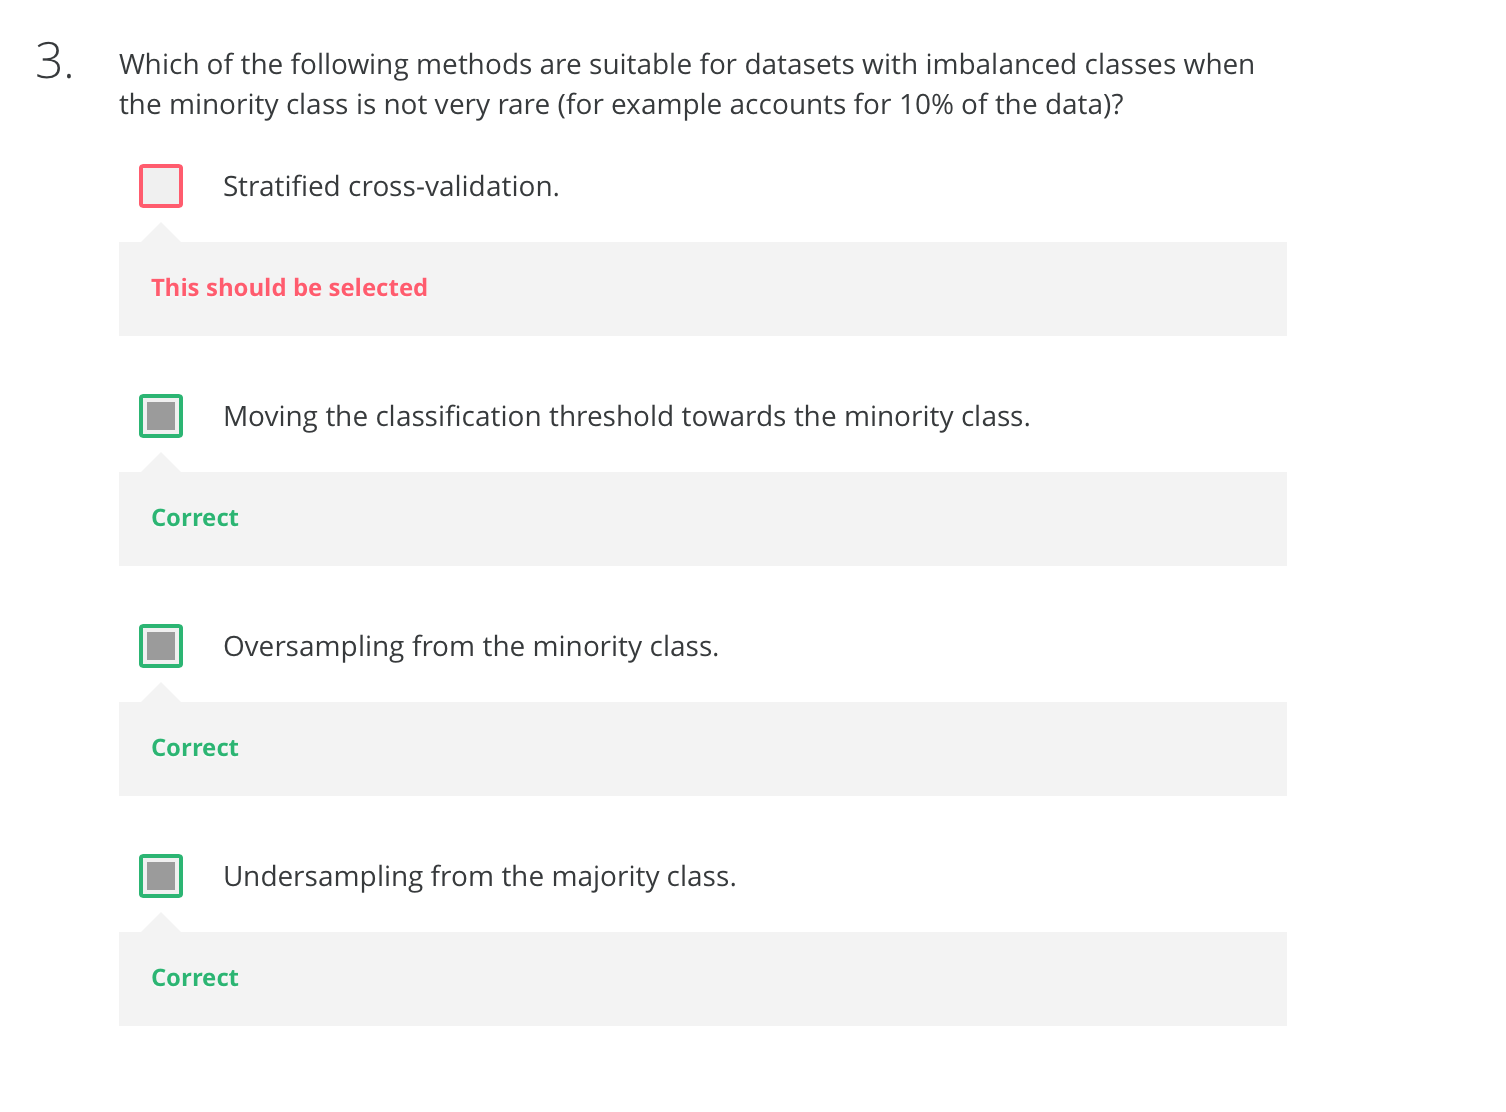 3.
Which of the following methods are suitable for datasets with imbalanced classes when
the minority class is not very rare (for example accounts for 10% of the data)?
Stratified cross-validation.
This should be selected
Moving the classification threshold towards the minority class.
Correct
Oversampling from the minority class.
Correct
Undersampling from the majority class.
Correct